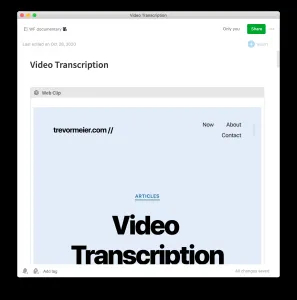 Video Transcription
WF documentary
Only you
Share
Last edited on Oct 26, 2020
Video Transcription
Web Clip
trevormeier.com //
Now
About
Contact
ARTICLES
Video
Transcription
Add tag
All changes saved